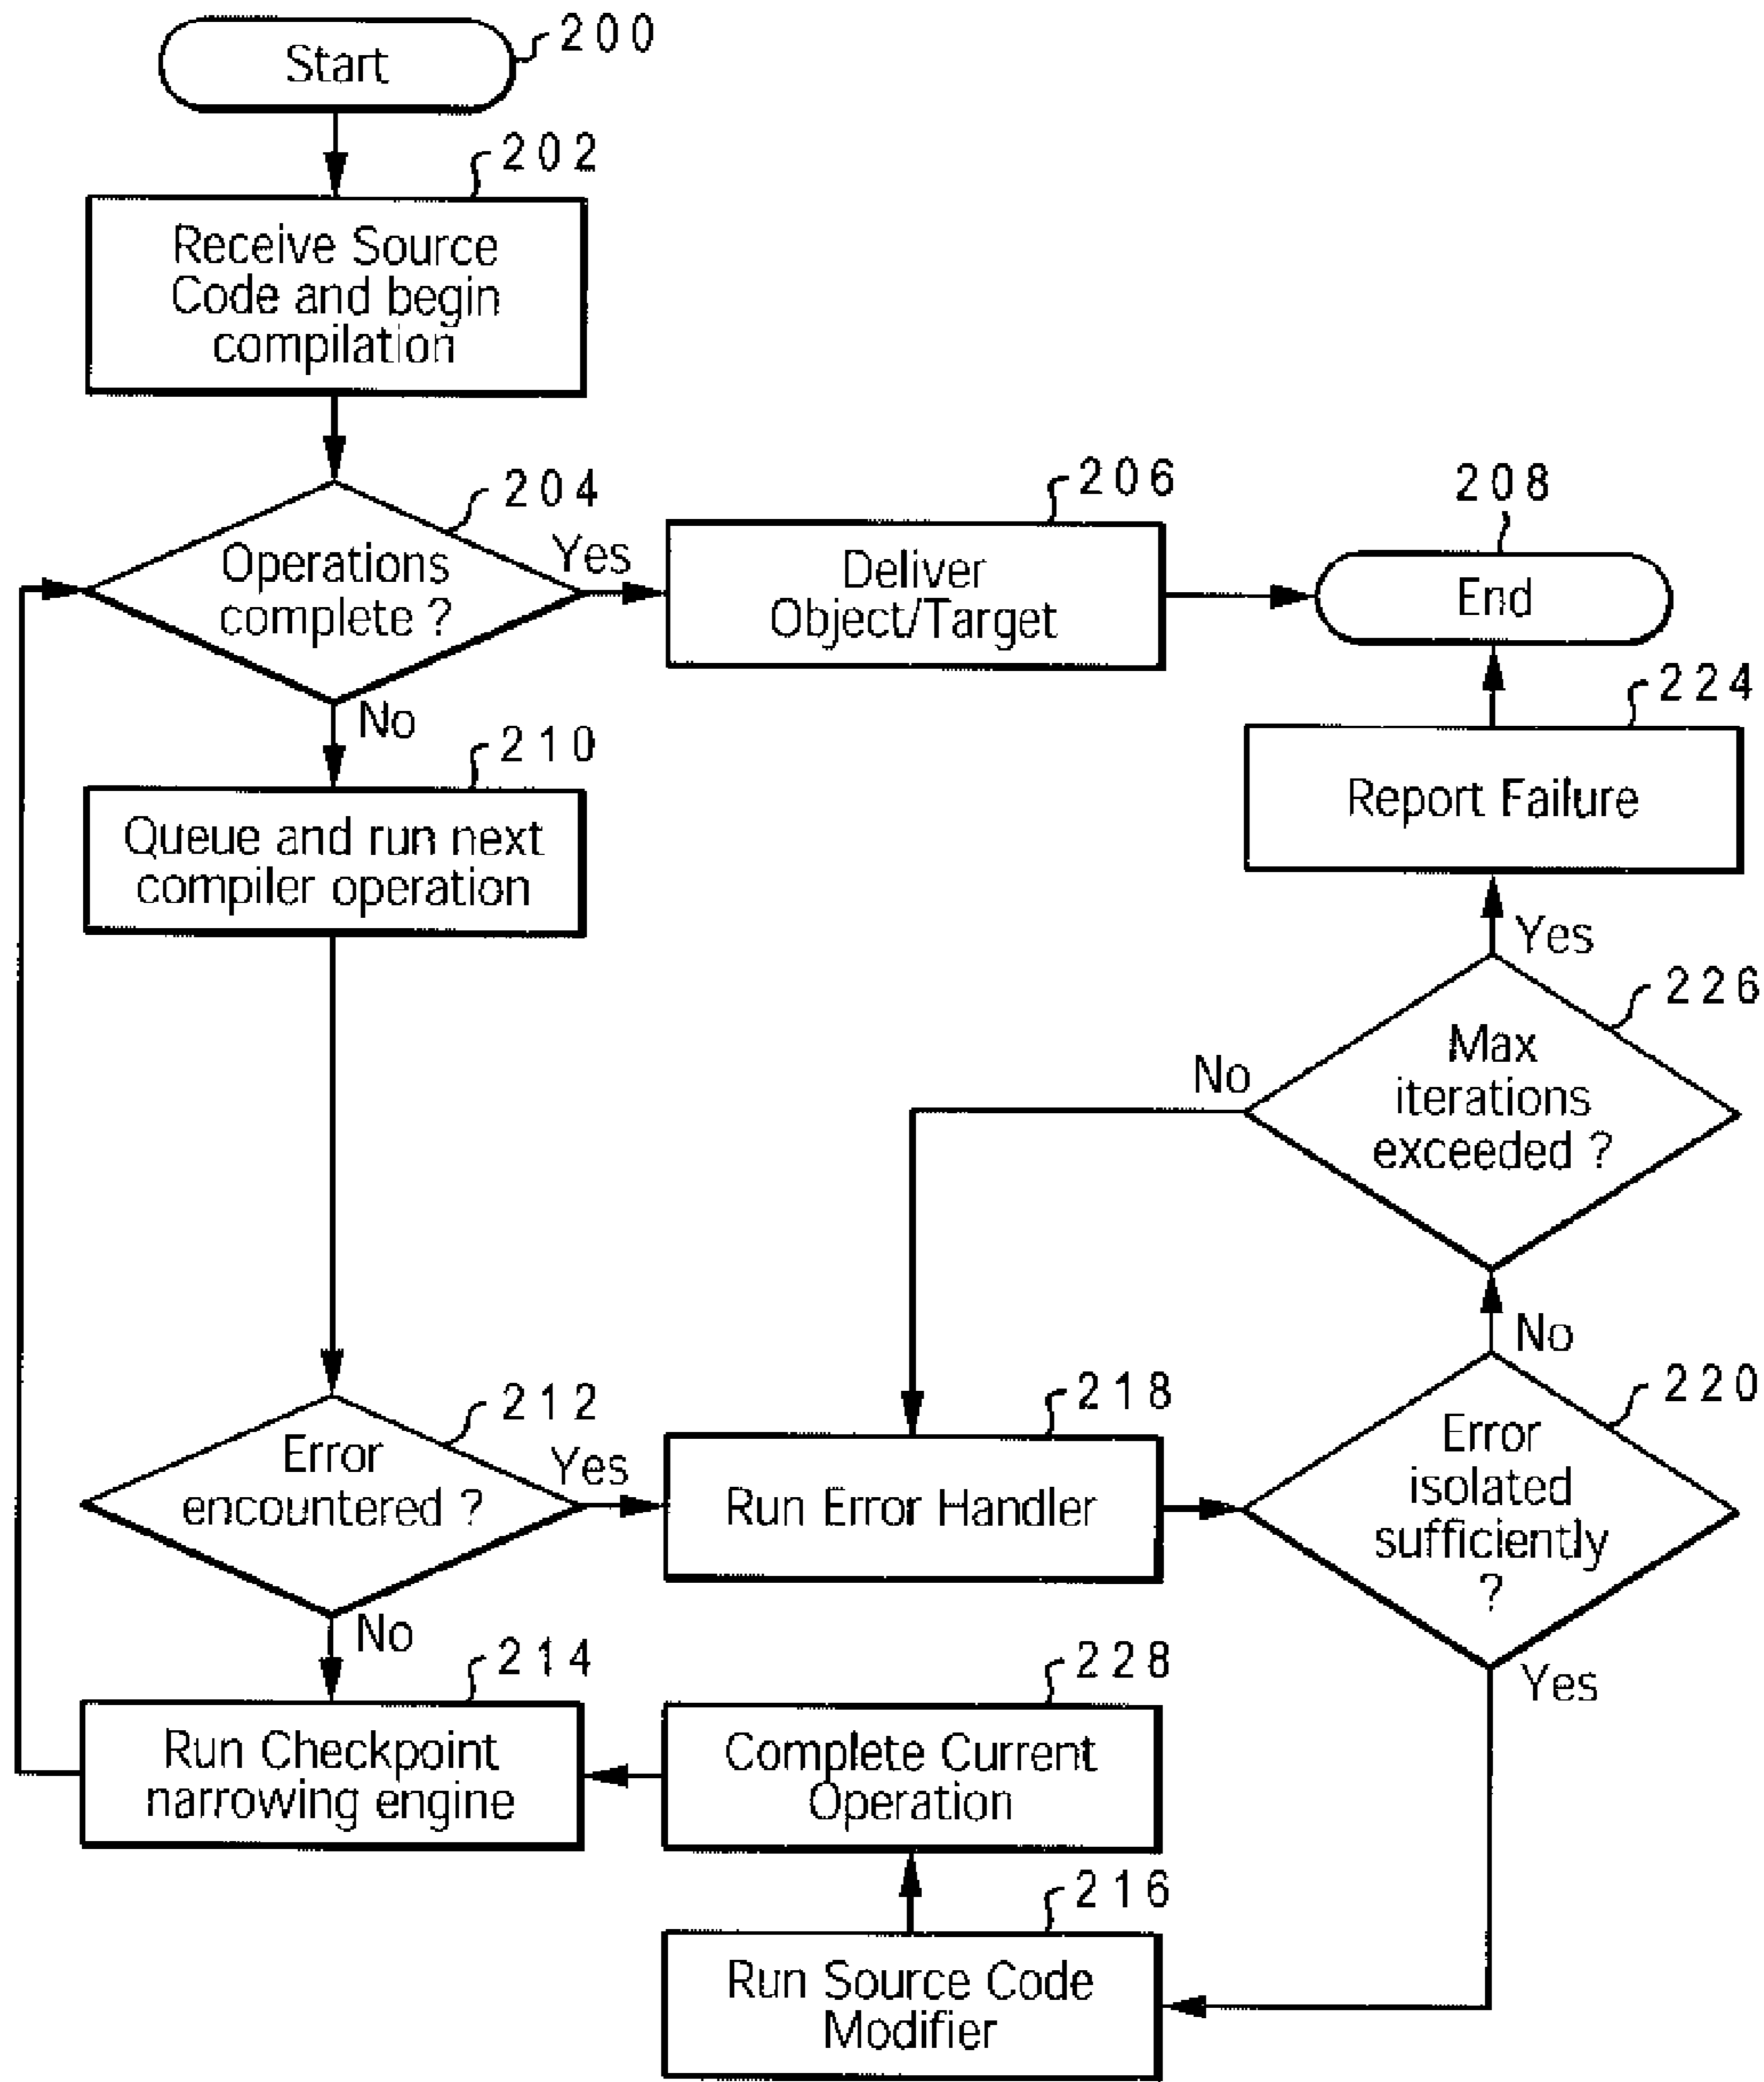 200
Start
202
Receive Source
Code and begin
compilation
204
Operations
complete ?
Yes
No
206
Deliver
Object/Target
208
End
224
Report Failure
210
Queue and run next
compiler operation
Yes
226
Max
iterations
exceeded ?
No
No
212
Error
encountered ?
Yes
No
218
Run Error Handler
220
Error
isolated
sufficiently
?
Yes
214
Run Checkpoint
narrowing engine
228
Complete Current
Operation
216
Run Source Code
Modifier